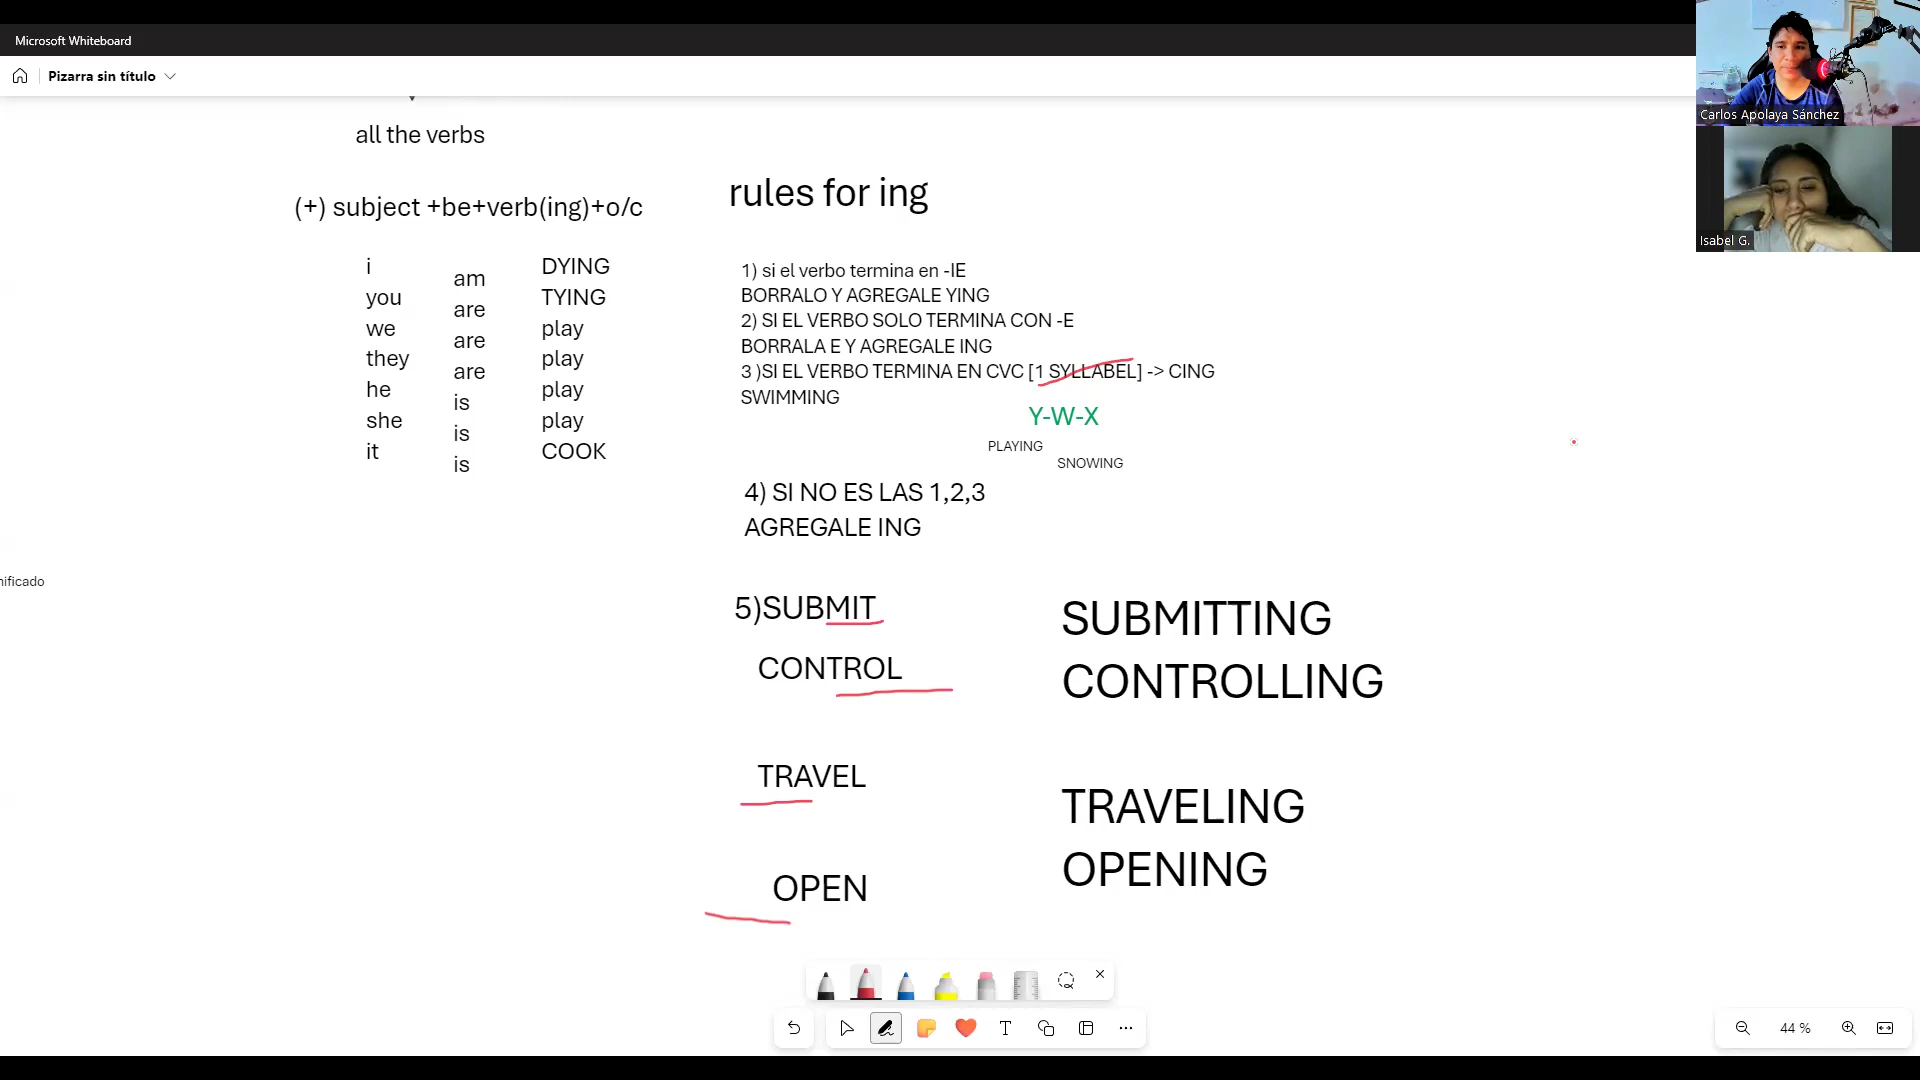 Microsoft Whiteboard
Pizarra sin título
all the verbs
(+) subject +be+verb(ing)+o/c
i am DYING
you are TYING
we are play
they are play
he is play
she is play
it is COOK
rules for ing
1) si el verbo termina en -IE
BORRALO Y AGREGALE YING
2) SI EL VERBO SOLO TERMINA CON -E
BORRALA E Y AGREGALE ING
3 )SI EL VERBO TERMINA EN CVC [1 SYLLABEL] -> CING
SWIMMING
Y-W-X
PLAYING
SNOWING
4) SI NO ES LAS 1,2,3
AGREGALE ING
nificado
5)SUBMIT
CONTROL
TRAVEL
OPEN
SUBMITTING
CONTROLLING
TRAVELING
OPENING
44 %
Carlos Apolaya Sánchez
Isabel G.